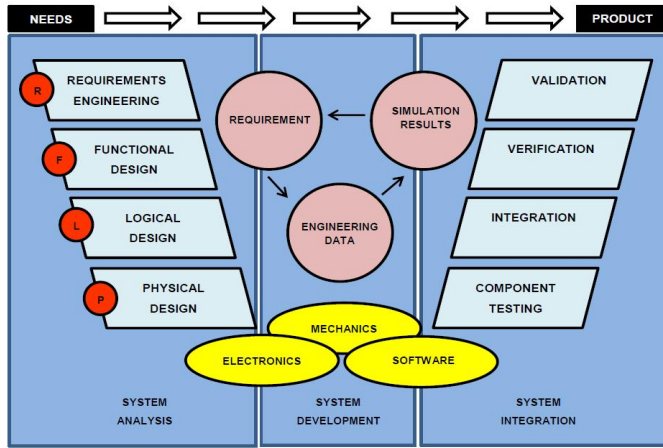 NEEDS
PRODUCT
R
REQUIREMENTS
ENGINEERING
F
FUNCTIONAL
DESIGN
L
LOGICAL
DESIGN
P
PHYSICAL
DESIGN
REQUIREMENT
SIMULATION
RESULTS
ENGINEERING
DATA
MECHANICS
ELECTRONICS
SOFTWARE
VALIDATION
VERIFICATION
INTEGRATION
COMPONENT
TESTING
SYSTEM
ANALYSIS
SYSTEM
DEVELOPMENT
SYSTEM
INTEGRATION